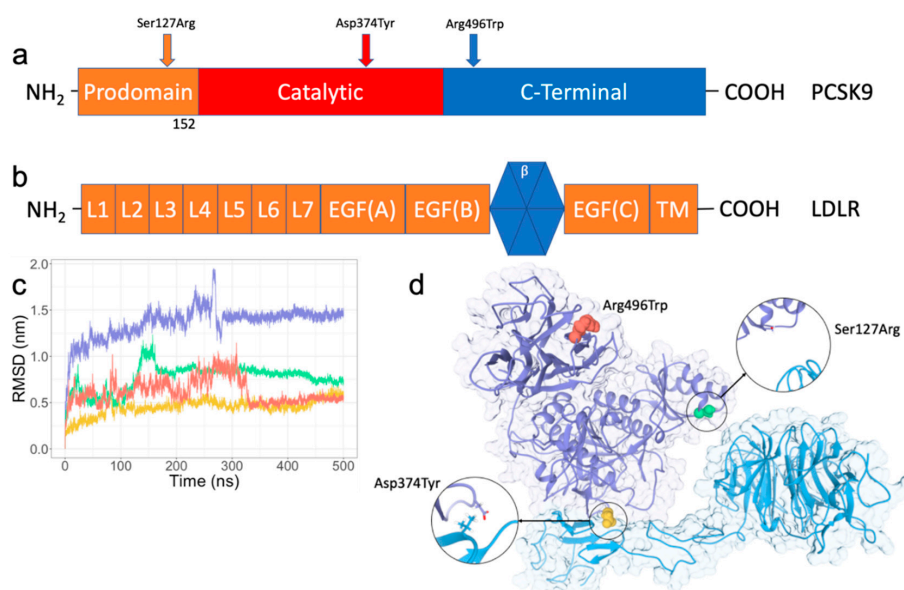 Ser127Arg Asp374Tyr Arg496Trp
a
NH2 Prodomain Catalytic C-Terminal COOH PCSK9
152
b
β
NH2 L1 L2 L3 L4 L5 L6 L7 EGF(A) EGF(B) EGF(C) TM COOH LDLR
c
RMSD (nm)
2.0
1.5
1.0
0.5
0.0
0 100 200 300 400 500
Time (ns)
d
Arg496Trp
Ser127Arg
Asp374Tyr